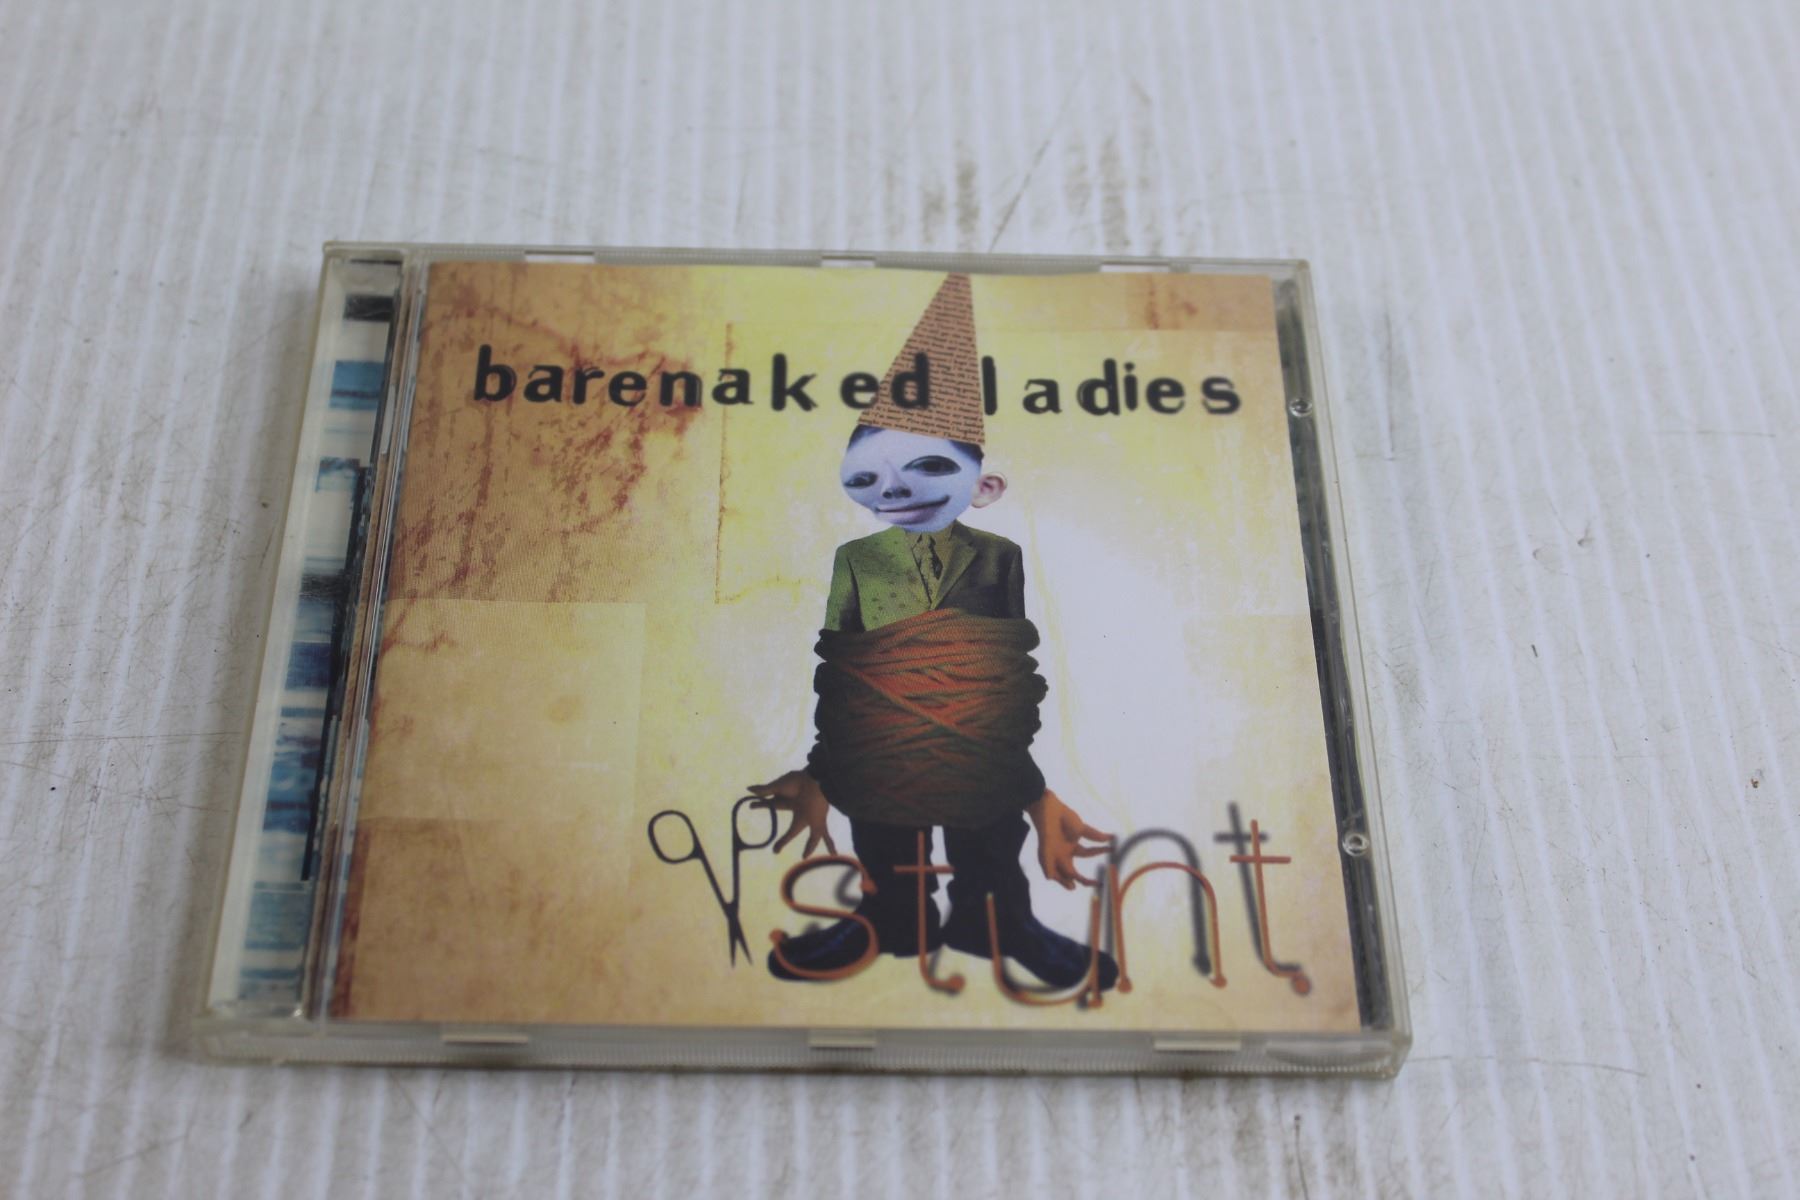 barenaked ladies
stunt